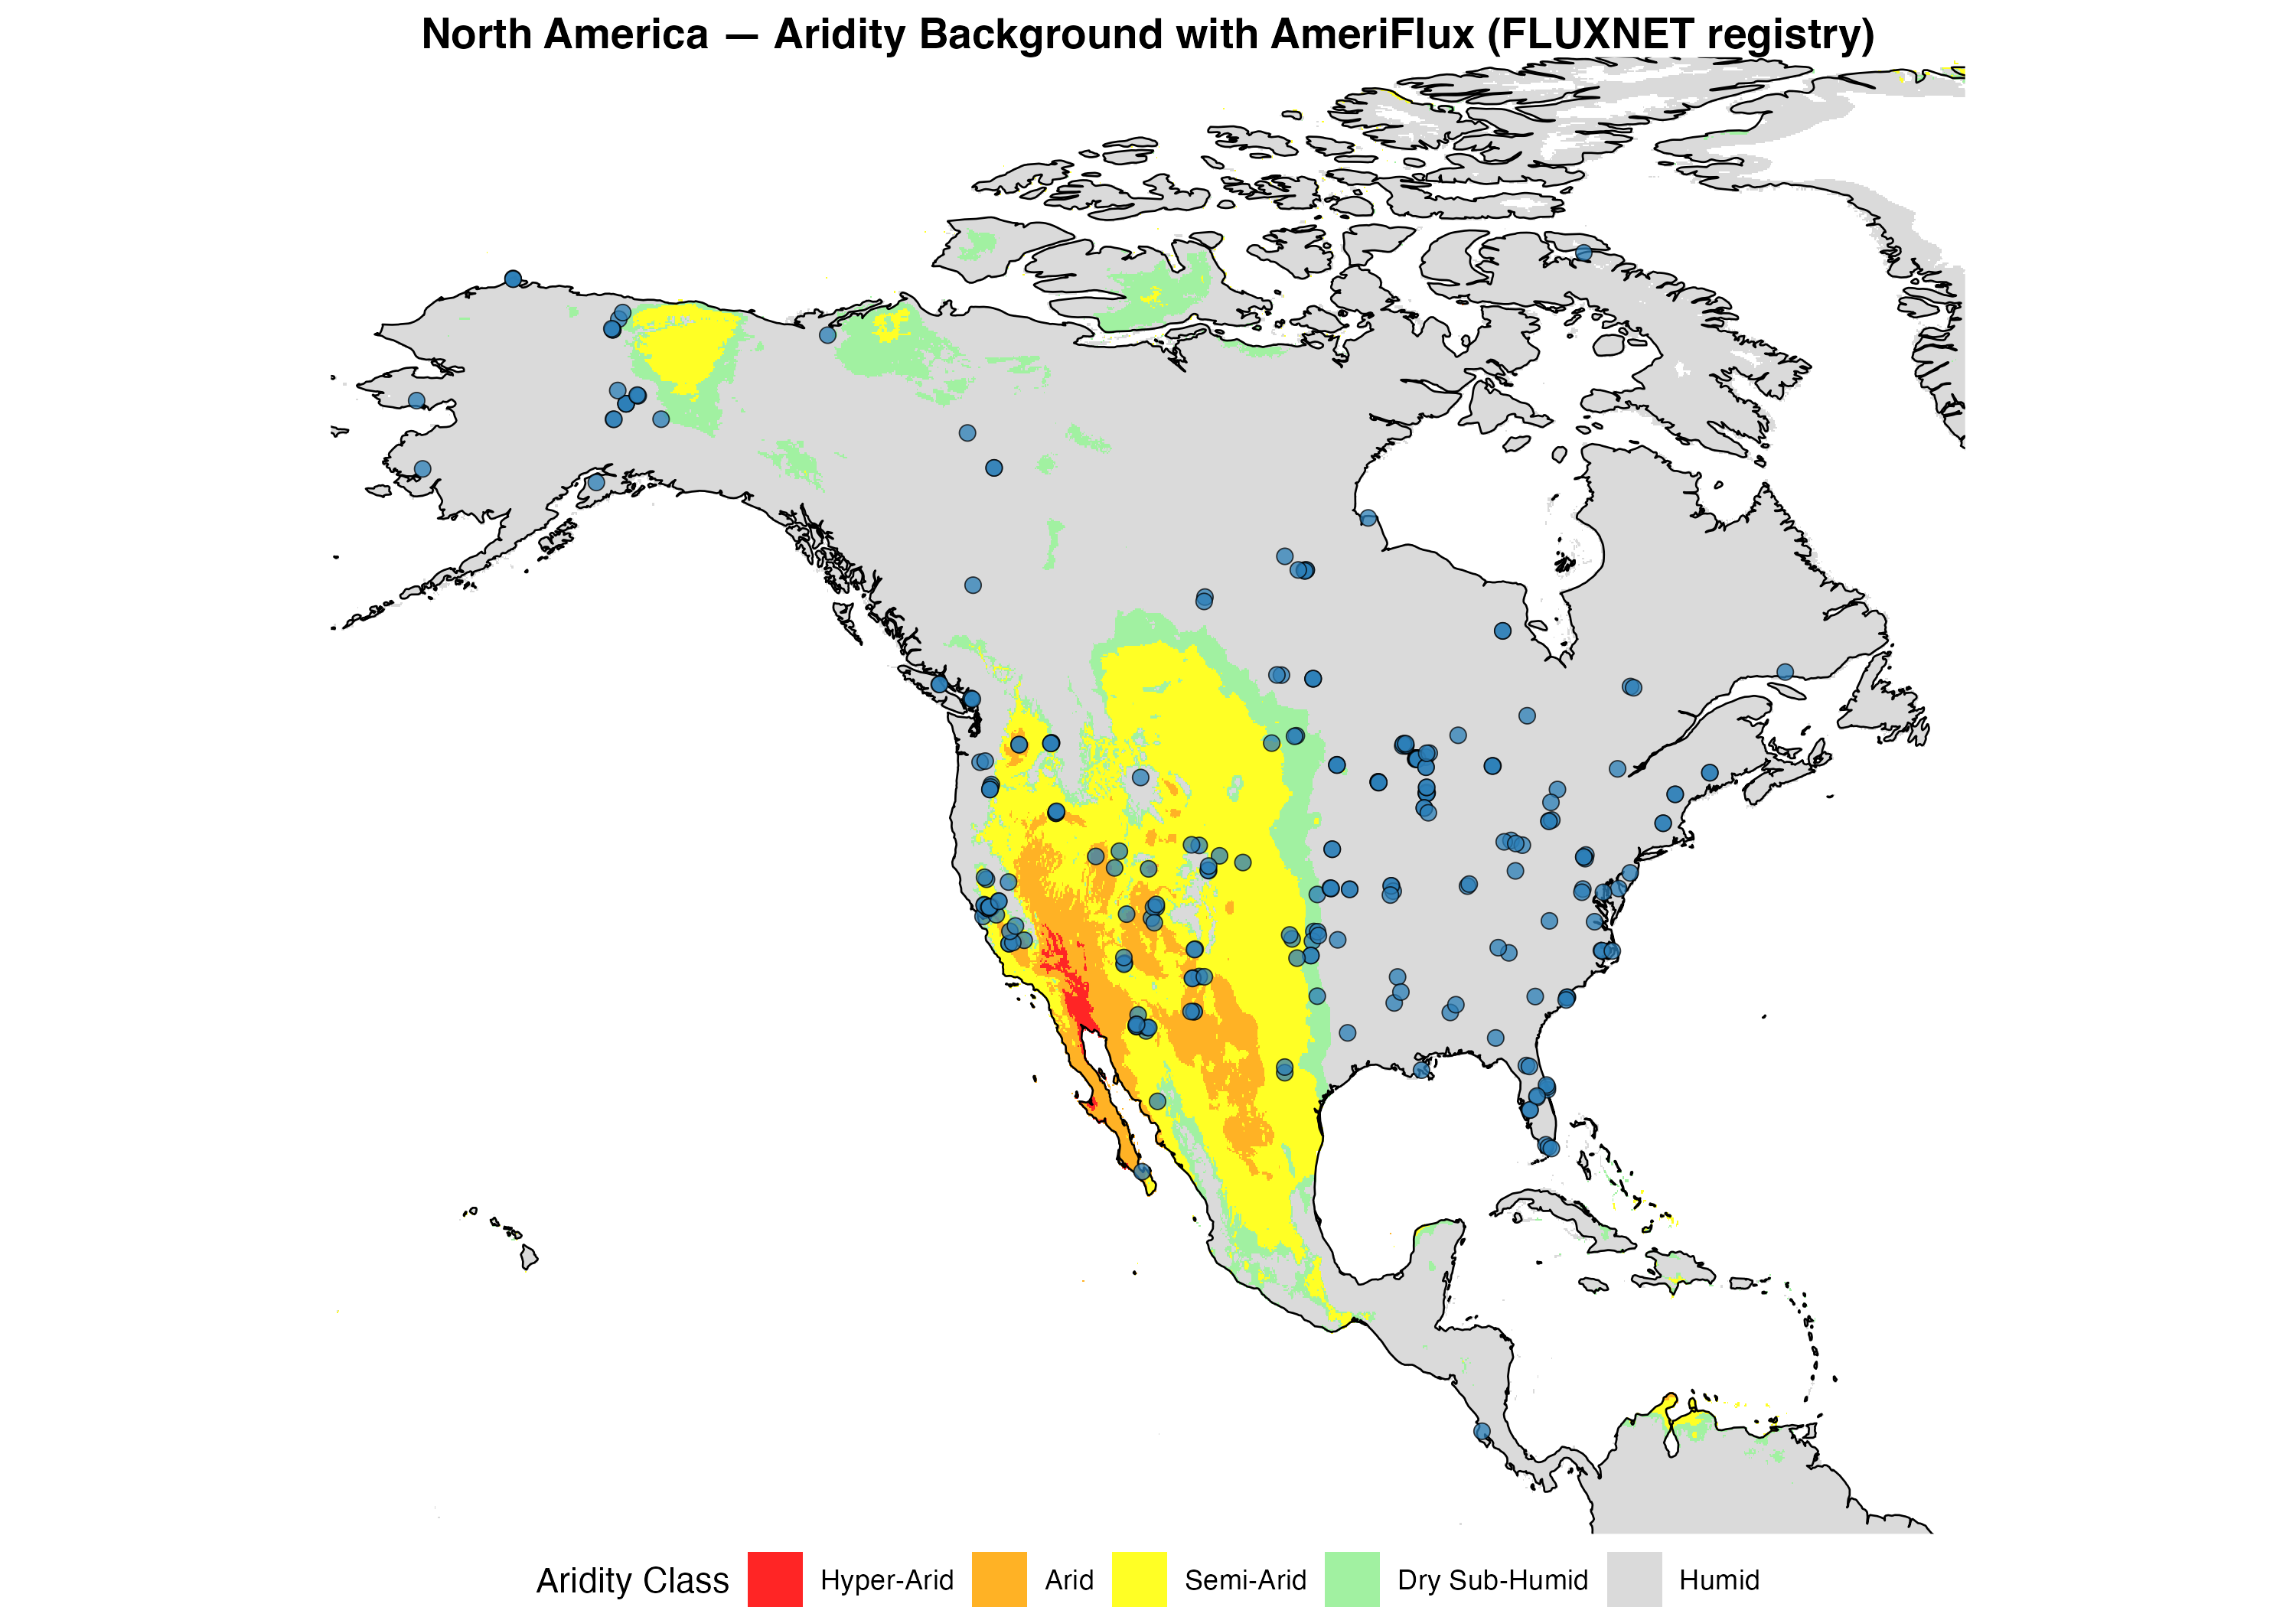 North America — Aridity Background with AmeriFlux (FLUXNET registry)
Aridity Class Hyper-Arid Arid Semi-Arid Dry Sub-Humid Humid